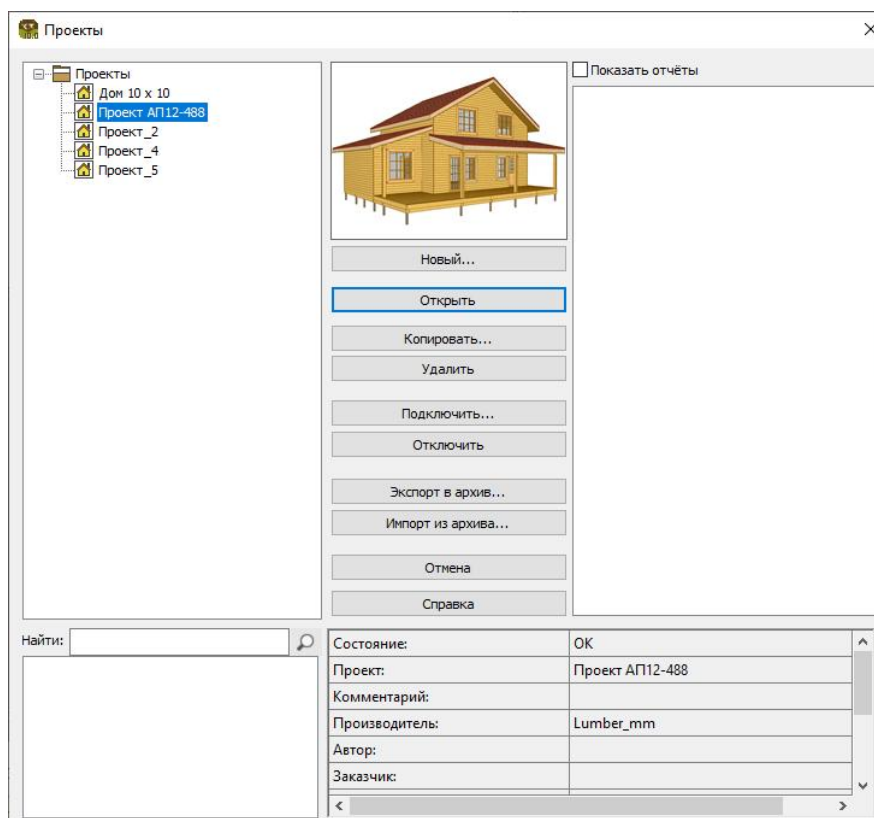 Проекты
Проекты
Дом 10 x 10
Проект АП12-488
Проект_2
Проект_4
Проект_5
Показать отчёты
Новый...
Открыть
Копировать...
Удалить
Подключить...
Отключить
Экспорт в архив...
Импорт из архива...
Отмена
Справка
Найти:
Состояние: OK
Проект: Проект АП12-488
Комментарий:
Производитель: Lumber_mm
Автор:
Заказчик: